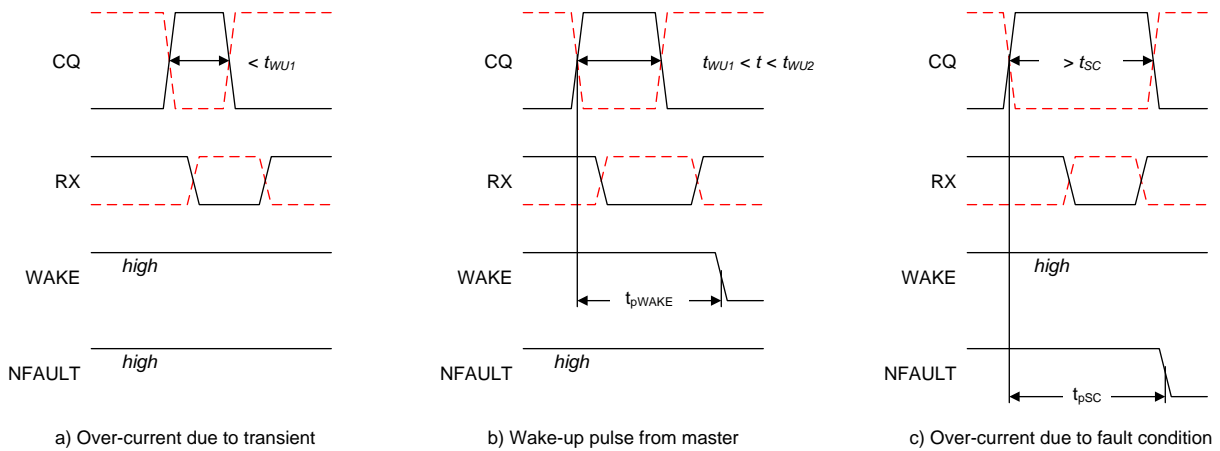 CQ
< tWU1
RX
WAKE
high
NFAULT
high
a) Over-current due to transient
CQ
tWU1 < t < tWU2
RX
WAKE
tpWAKE
NFAULT
high
b) Wake-up pulse from master
CQ
> tSC
RX
WAKE
high
NFAULT
tpSC
c) Over-current due to fault condition